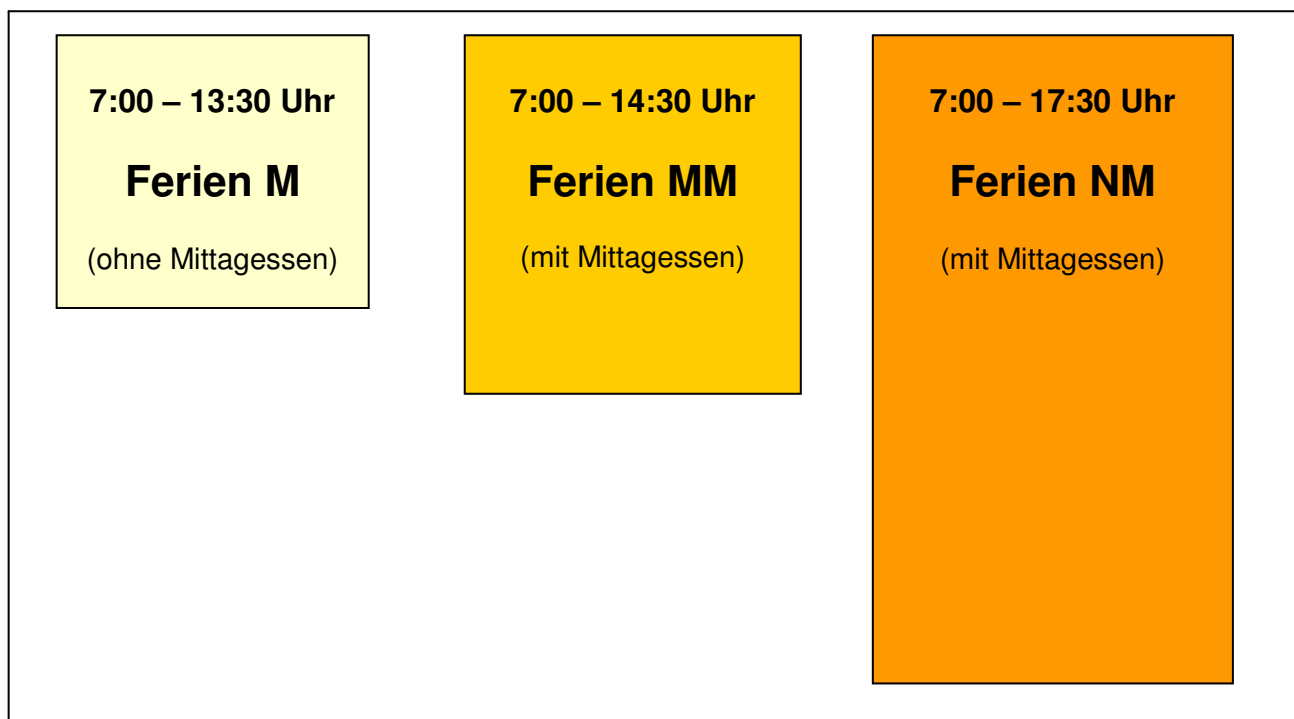 7:00 – 13:30 Uhr
Ferien M
(ohne Mittagessen)
7:00 – 14:30 Uhr
Ferien MM
(mit Mittagessen)
7:00 – 17:30 Uhr
Ferien NM
(mit Mittagessen)